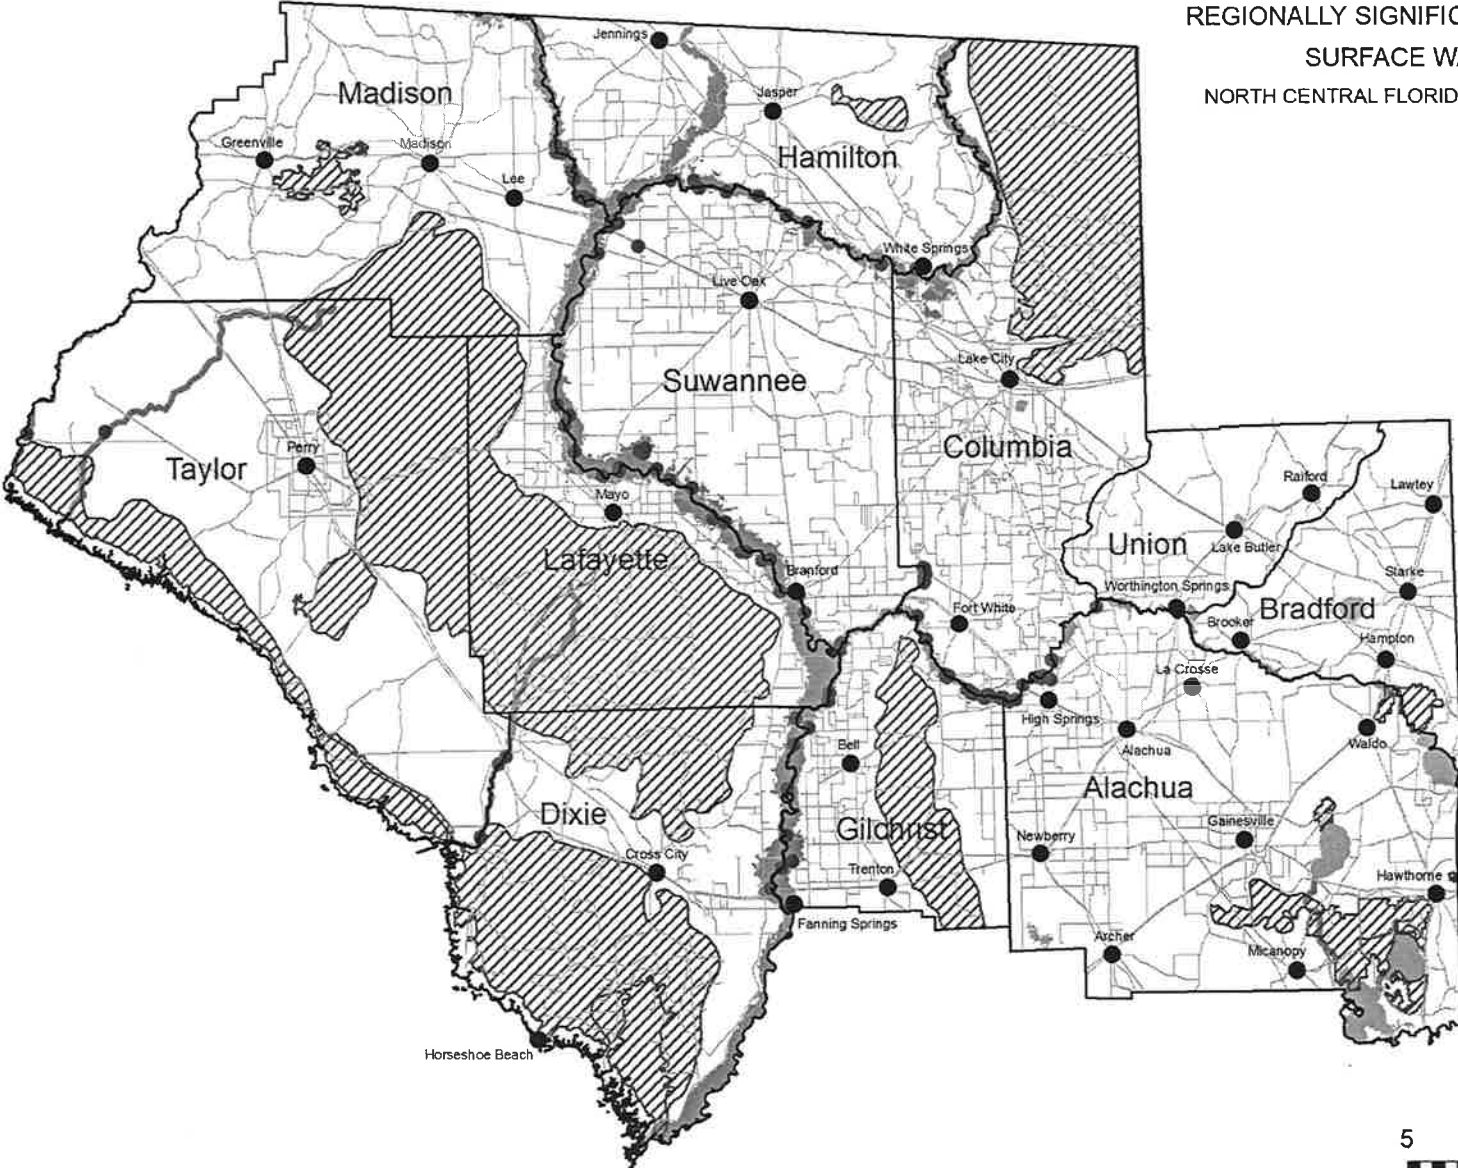 REGIONALLY SIGNIFIC
SURFACE WA
NORTH CENTRAL FLORID
Jennings
Madison
Jasper
Greenville
Madison
Hamilton
Lee
White Springs
Live Oak
Lake City
Suwannee
Columbia
Perry
Taylor
Raiford
Lawtey
Mayo
Union
Lake Butler
Lafayette
Branford
Starke
Worthington Springs
Fort White
Bradford
Brooker
Hampton
La Crosse
High Springs
Bell
Alachua
Waldo
Alachua
Dixie
Gilchrist
Gainesville
Newberry
Cross City
Trenton
Hawthorne
Fanning Springs
Archer
Micanopy
Horseshoe Beach
5